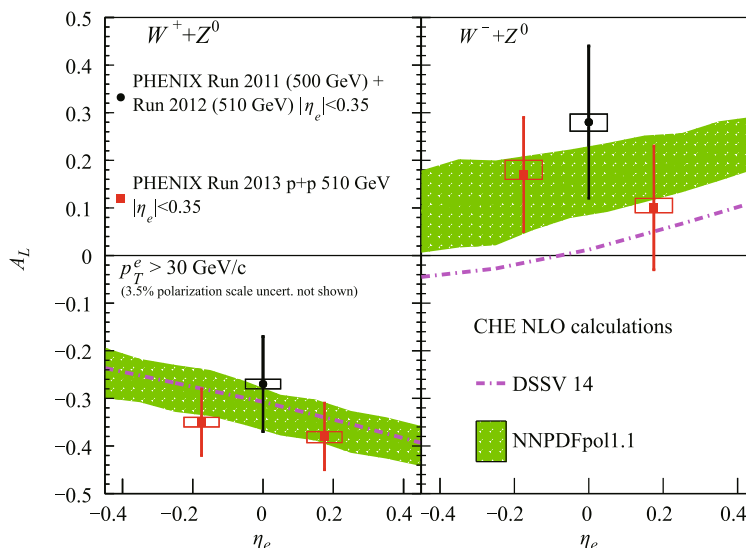 W⁺+Z⁰
PHENIX Run 2011 (500 GeV) +
Run 2012 (510 GeV) |ηₑ|<0.35
PHENIX Run 2013 p+p 510 GeV
|ηₑ|<0.35
p_T^e > 30 GeV/c
(3.5% polarization scale uncert. not shown)
W⁻+Z⁰
CHE NLO calculations
DSSV 14
NNPDFpol1.1
A_L
0.5
0.4
0.3
0.2
0.1
0
−0.1
−0.2
−0.3
−0.4
−0.5
−0.4 −0.2 0 0.2 0.4
−0.4 −0.2 0 0.2 0.4
ηₑ
ηₑ